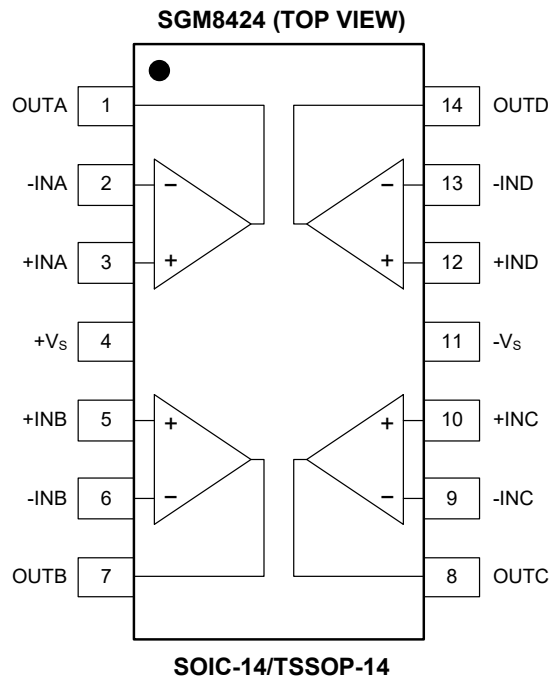 SGM8424 (TOP VIEW)
OUTA 1 14 OUTD
-INA 2 − − 13 -IND
+INA 3 + + 12 +IND
+VS 4 11 -VS
+INB 5 + + 10 +INC
-INB 6 − − 9 -INC
OUTB 7 8 OUTC
SOIC-14/TSSOP-14